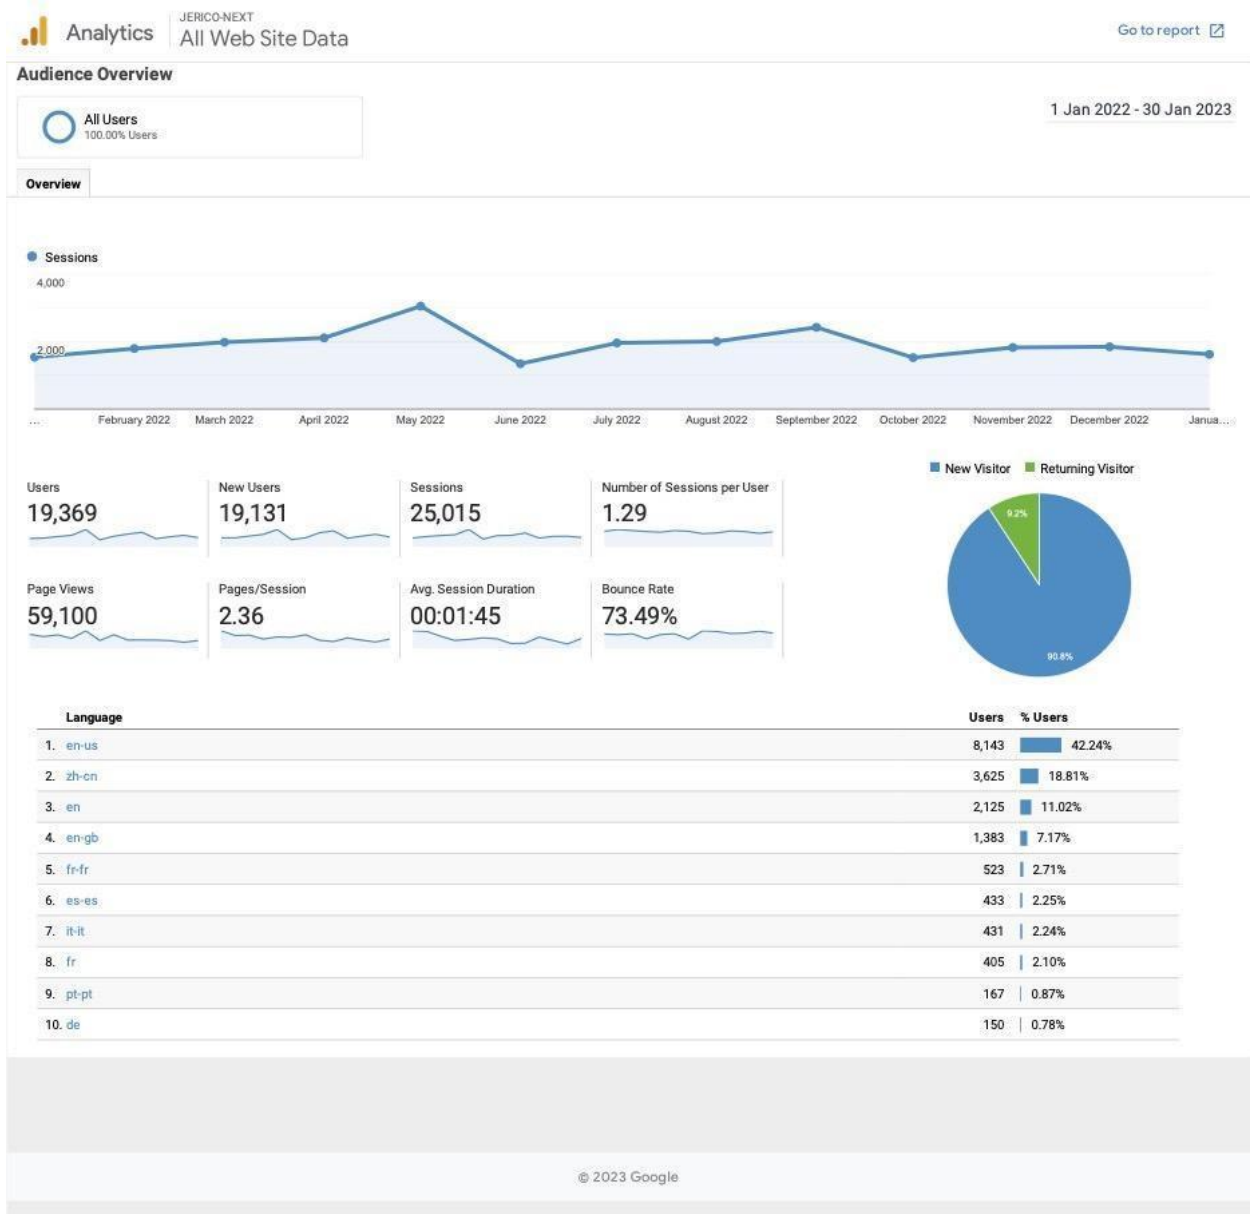 JERICO-NEXT
Analytics All Web Site Data Go to report
Audience Overview
All Users
100.00% Users
1 Jan 2022 - 30 Jan 2023
Overview
Sessions
4,000
2,000
... February 2022 March 2022 April 2022 May 2022 June 2022 July 2022 August 2022 September 2022 October 2022 November 2022 December 2022 Janua...
New Visitor Returning Visitor
Users New Users Sessions Number of Sessions per User
19,369 19,131 25,015 1.29
9.2%
Page Views Pages/Session Avg. Session Duration Bounce Rate
59,100 2.36 00:01:45 73.49%
90.8%
Language Users % Users
1. en-us 8,143 42.24%
2. zh-cn 3,625 18.81%
3. en 2,125 11.02%
4. en-gb 1,383 7.17%
5. fr-fr 523 2.71%
6. es-es 433 2.25%
7. it-it 431 2.24%
8. fr 405 2.10%
9. pt-pt 167 0.87%
10. de 150 0.78%
© 2023 Google